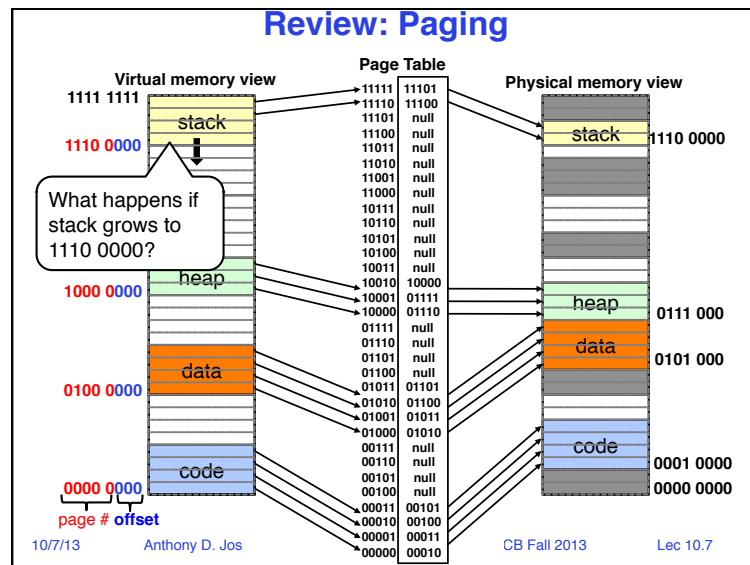 Review: Paging
Virtual memory view
Page Table
Physical memory view
1111 1111
stack
1110 0000
What happens if
stack grows to
1110 0000?
heap
1000 0000
data
0100 0000
code
0000 0000
page # offset
11111 11101
11110 11100
11101 null
11100 null
11011 null
11010 null
11001 null
11000 null
10111 null
10110 null
10101 null
10100 null
10011 null
10010 10000
10001 01111
10000 01110
01111 null
01110 null
01101 null
01100 null
01011 01101
01010 01100
01001 01011
01000 01010
00111 null
00110 null
00101 null
00100 null
00011 00101
00010 00100
00001 00011
00000 00010
stack
1110 0000
heap
0111 000
data
0101 000
code
0001 0000
0000 0000
10/7/13
Anthony D. Jos
CB Fall 2013
Lec 10.7